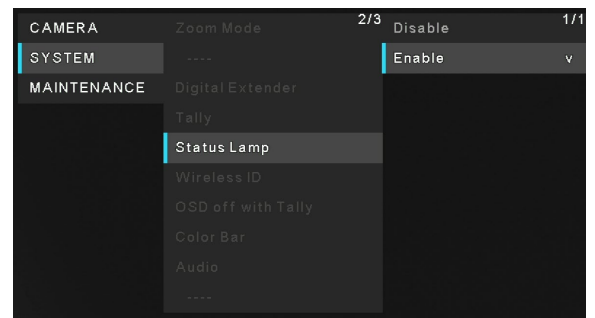 CAMERA
SYSTEM
MAINTENANCE
Zoom Mode 2/3
----
Digital Extender
Tally
Status Lamp
Wireless ID
OSD off with Tally
Color Bar
Audio
----
Disable 1/1
Enable v